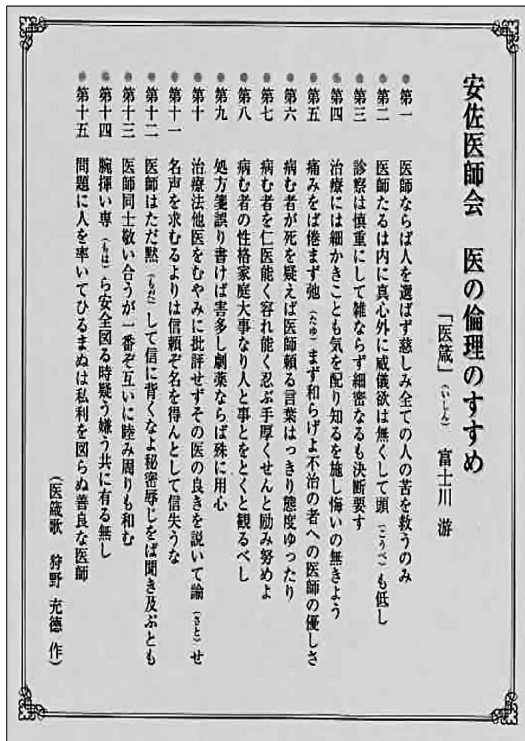 安佐医師会　医の倫理のすすめ
「医箴」（いしん）　富士川 游
第一　医師ならば人を選ばず慈しみ全ての人の苦を救うのみ
第二　医師たるは内に真心外に威儀欲は無くして頭（こうべ）も低し
第三　診察は慎重にして雑ならず細密なるも決断要す
第四　治療には細かきことも気を配り知るを施し悔いの無きよう
第五　痛みをば倦まず弛（たゆ）まず和らげよ不治の者への医師の優しさ
第六　病む者が死を疑えば医師頼る言葉はっきり態度ゆったり
第七　病む者を仁医能く容れ能く忍ぶ手厚くせんと励み努めよ
第八　病む者の性格家庭大事なり人と事とをとくと観るべし
第九　処方箋誤り書けば害多し劇薬ならば殊に用心
第十　治療法他医をむやみに批評せずその医の良きを説いて諭（さと）せ
第十一　名声を求むるよりは信頼ぞ名を得んとして信失うな
第十二　医師はただ黙（もだ）して信に背くなよ秘密辱じをば聞き及ぶとも
第十三　医師同士敬い合うが一番ぞ互いに睦み周りも和む
第十四　腕揮い専（もは）ら安全図る時疑う嫌う共に有る無し
第十五　問題に人を率いてひるまぬは私利を図らぬ善良な医師
（医箴歌　狩野 充徳 作）